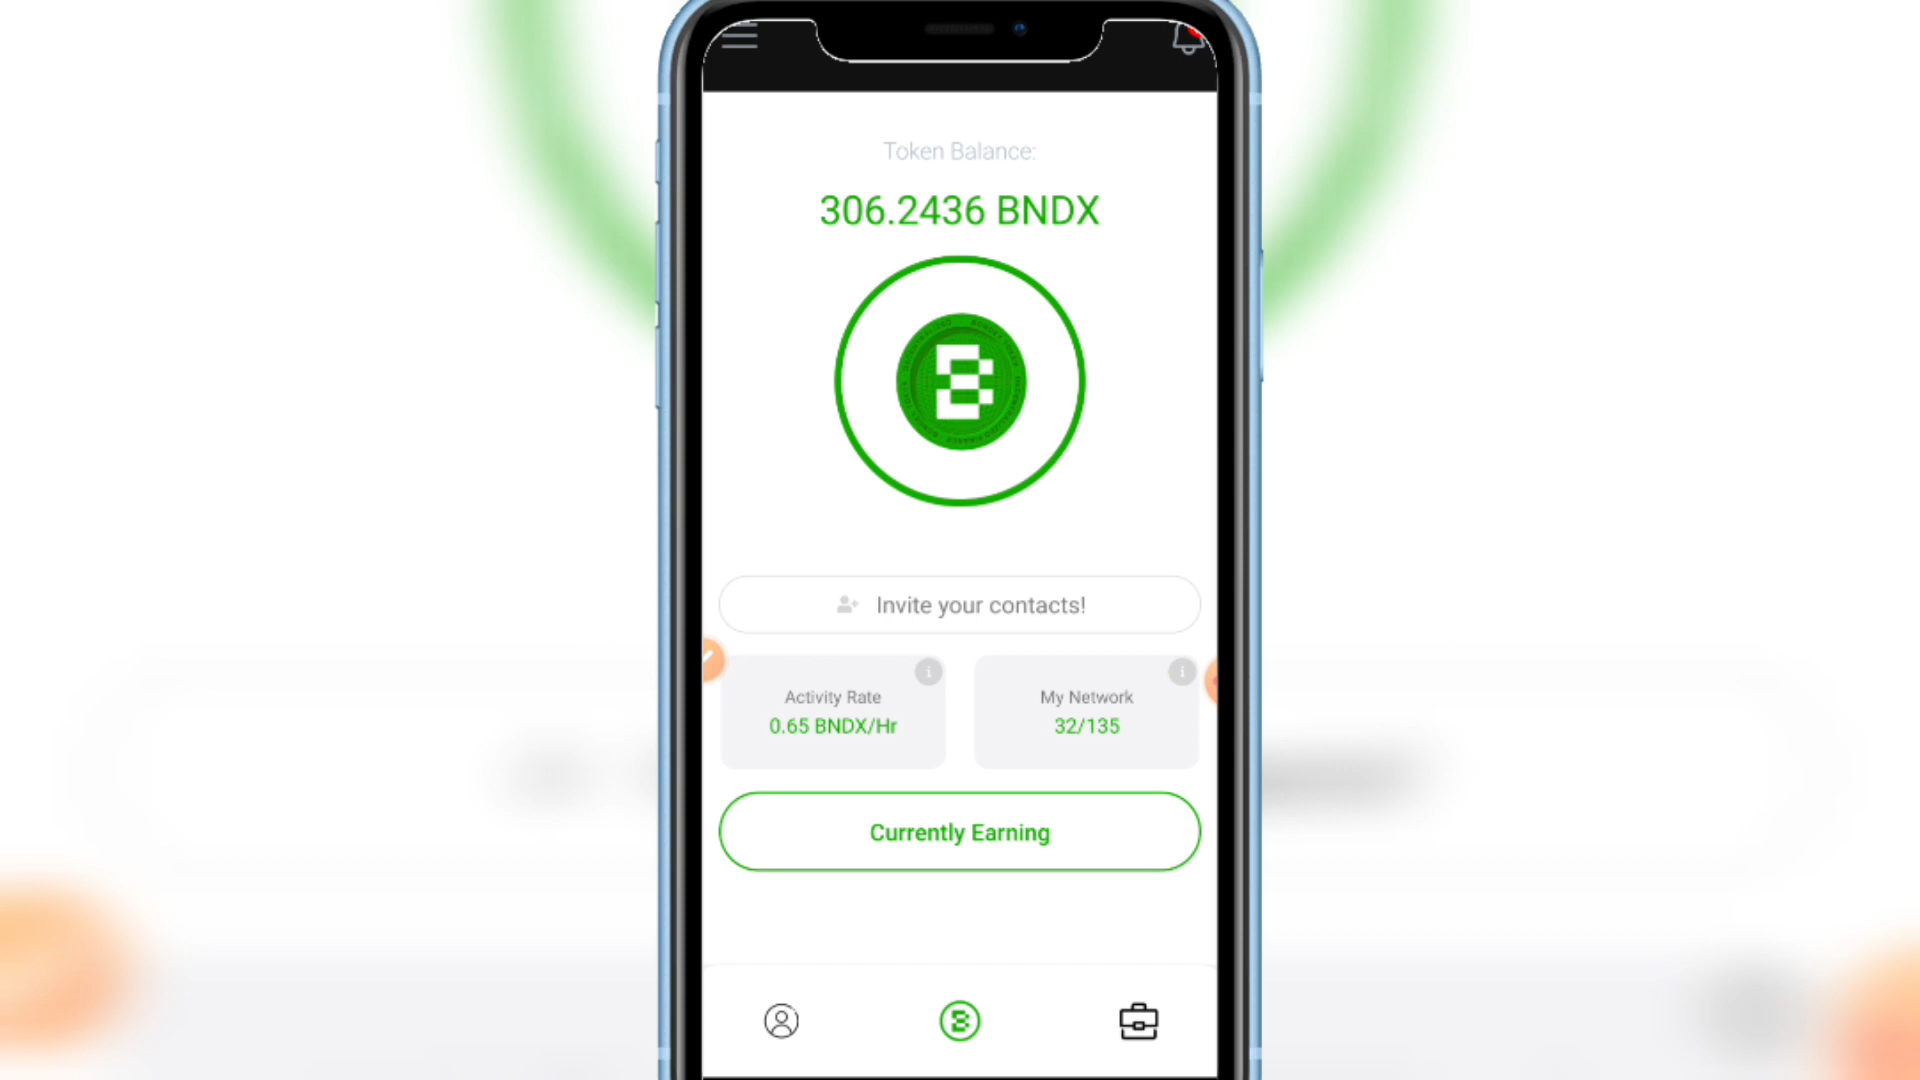 Token Balance:
306.2436 BNDX
Invite your contacts!
Activity Rate
0.65 BNDX/Hr
My Network
32/135
Currently Earning